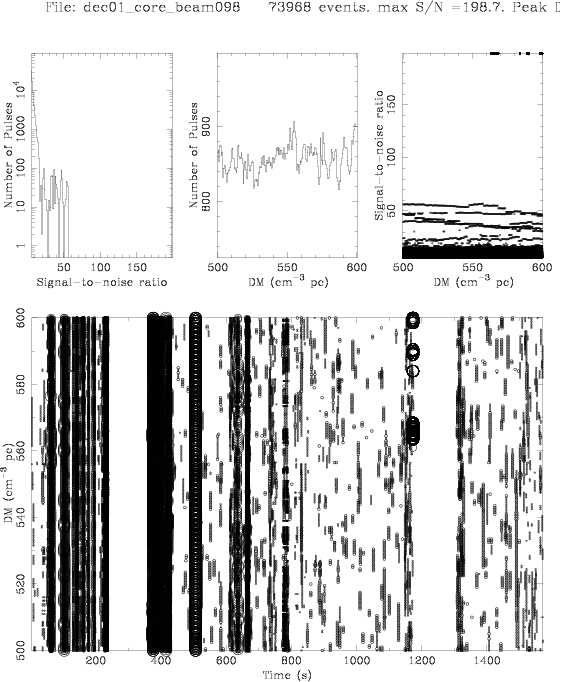 File: dec01_core_beam098 73968 events. max S/N =198.7. Peak D
Number of Pulses
1 10 100 1000 10⁴
50 100 150
Signal−to−noise ratio
Number of Pulses
800 900
500 550 600
DM (cm⁻³ pc)
Signal−to−noise ratio
50 100 150
500 550 600
DM (cm⁻³ pc)
DM (cm⁻³ pc)
500 520 540 560 580 600
200 400 600 800 1000 1200 1400
Time (s)